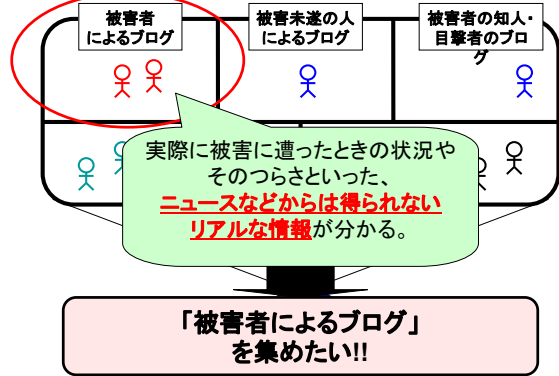 被害者
によるブログ
被害未遂の人
によるブログ
被害者の知人・
目撃者のブロ
グ
実際に被害に遭ったときの状況や
そのつらさといった、
ニュースなどからは得られない
リアルな情報が分かる。
「被害者によるブログ」
を集めたい!!